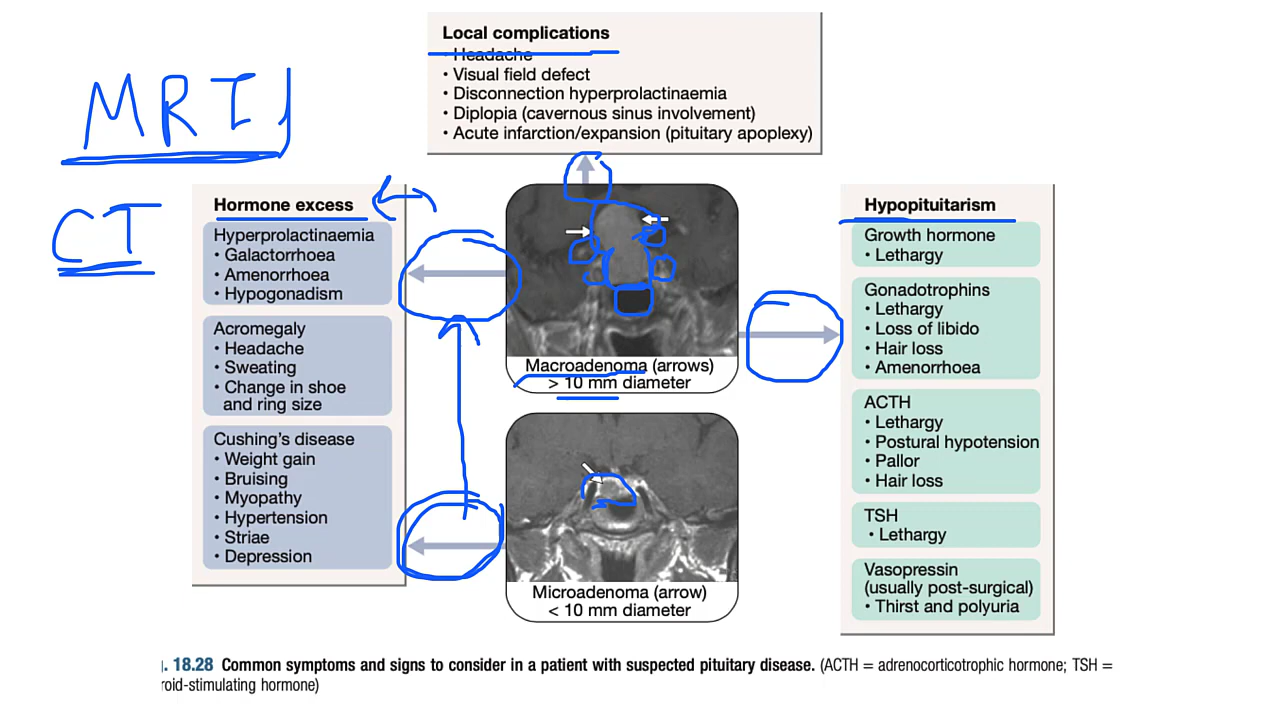 Local complications
• Headache
• Visual field defect
• Disconnection hyperprolactinaemia
• Diplopia (cavernous sinus involvement)
• Acute infarction/expansion (pituitary apoplexy)
MRI
CT
Hormone excess
Hyperprolactinaemia
• Galactorrhoea
• Amenorrhoea
• Hypogonadism
Acromegaly
• Headache
• Sweating
• Change in shoe
and ring size
Cushing's disease
• Weight gain
• Bruising
• Myopathy
• Hypertension
• Striae
• Depression
Macroadenoma (arrows)
> 10 mm diameter
Microadenoma (arrow)
< 10 mm diameter
Hypopituitarism
Growth hormone
• Lethargy
Gonadotrophins
• Lethargy
• Loss of libido
• Hair loss
• Amenorrhoea
ACTH
• Lethargy
• Postural hypotension
• Pallor
• Hair loss
TSH
• Lethargy
Vasopressin
(usually post-surgical)
• Thirst and polyuria
. 18.28 Common symptoms and signs to consider in a patient with suspected pituitary disease. (ACTH = adrenocorticotrophic hormone; TSH =
roid-stimulating hormone)